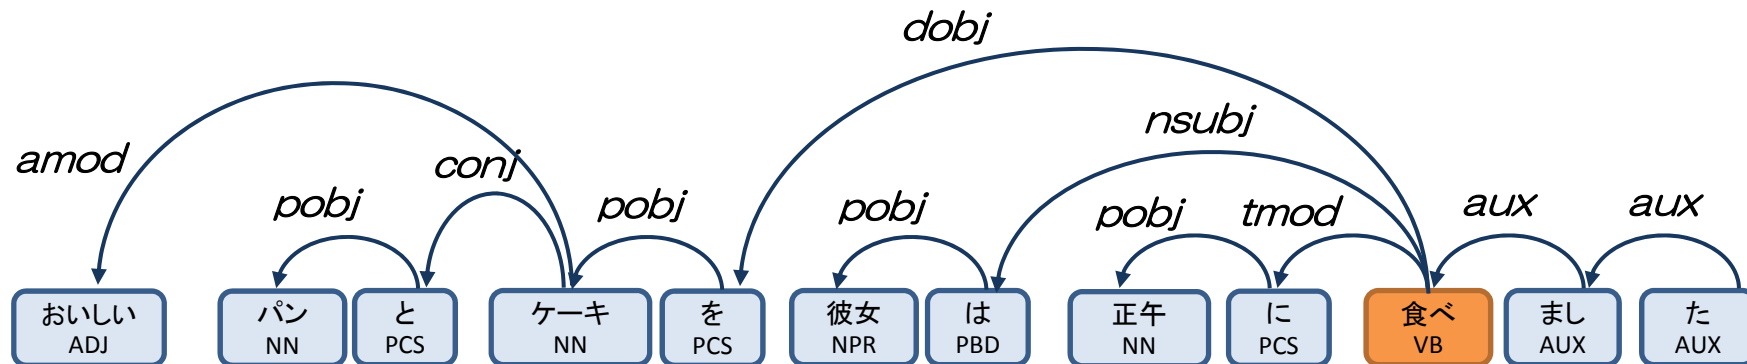 dobj
nsubj
amod
conj
pobj
pobj
pobj
pobj
tmod
aux
aux
おいしい
ADJ
パン
NN
と
PCS
ケーキ
NN
を
PCS
彼女
NPR
は
PBD
正午
NN
に
PCS
食べ
VB
まし
AUX
た
AUX